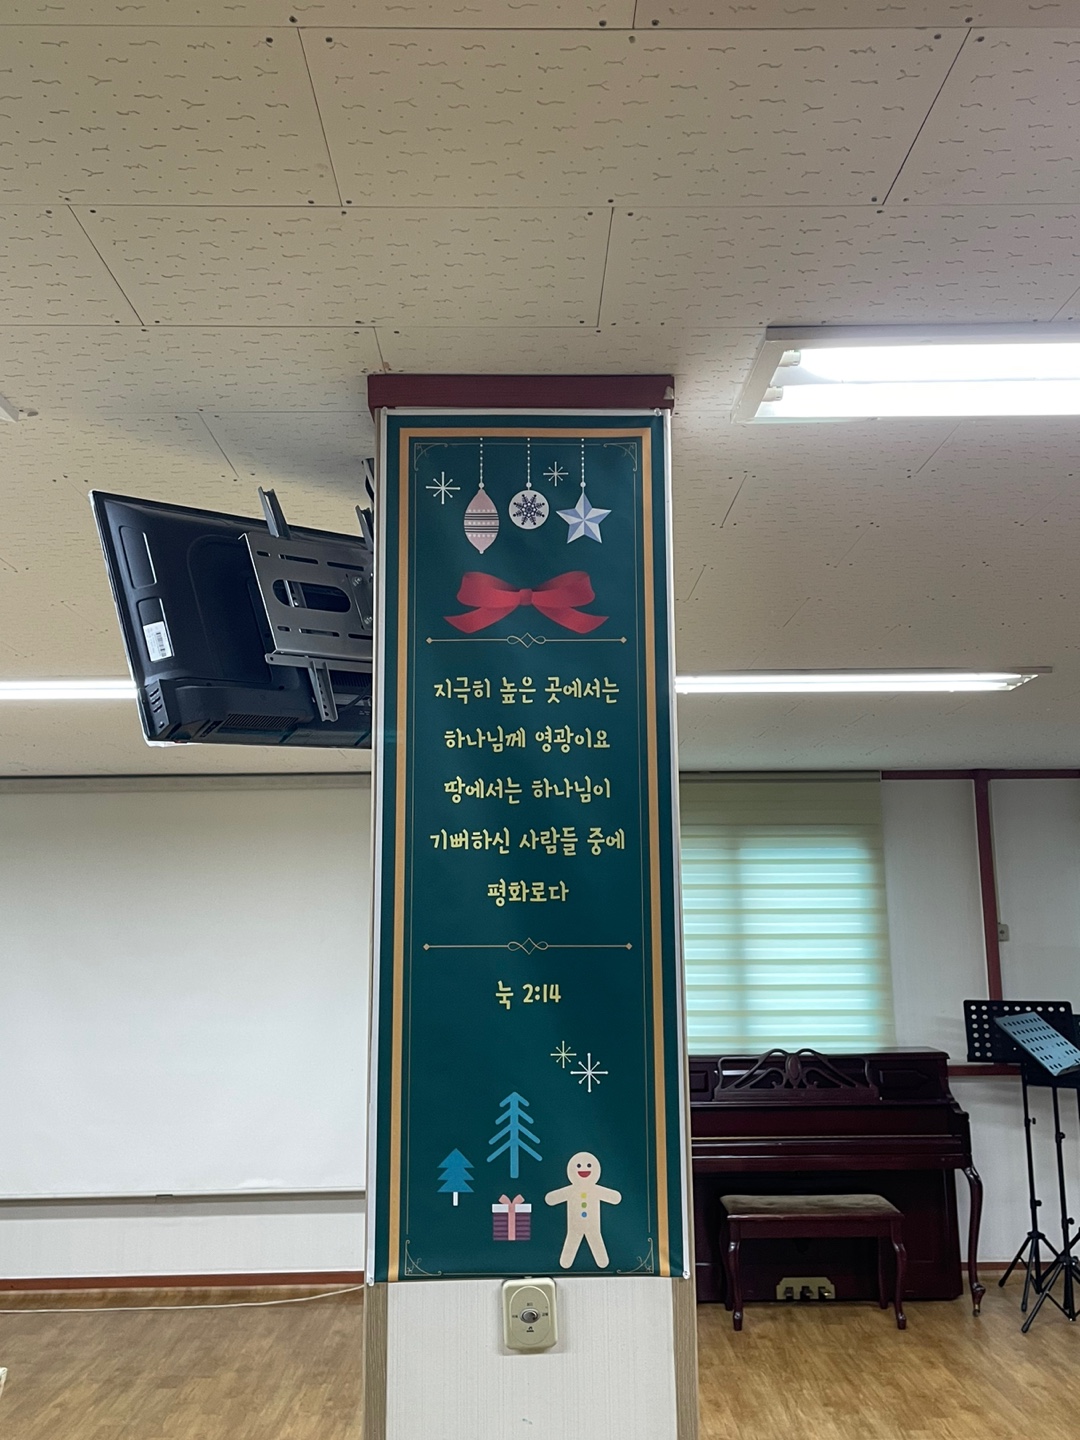 지극히 높은 곳에서는
하나님께 영광이요
땅에서는 하나님이
기뻐하신 사람들 중에
평화로다
눅 2:14